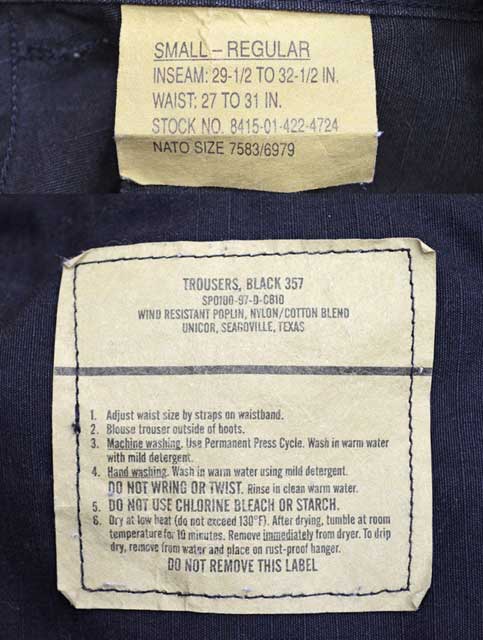 SMALL - REGULAR
INSEAM: 29-1/2 TO 32-1/2 IN.
WAIST: 27 TO 31 IN.
STOCK NO. 8415-01-422-4724
NATO SIZE 7583/6979
TROUSERS, BLACK 357
SPO100-97-D-CB10
WIND RESISTANT POPLIN, NYLON/COTTON BLEND
UNICOR, SEAGOVILLE, TEXAS
1. Adjust waist size by straps on waistband.
2. Blouse trouser outside of boots.
3. Machine washing. Use Permanent Press Cycle. Wash in warm water
with mild detergent.
4. Hand washing. Wash in warm water using mild detergent.
DO NOT WRING OR TWIST. Rinse in clean warm water.
5. DO NOT USE CHLORINE BLEACH OR STARCH.
6. Dry at low heat (do not exceed 130°F). After drying, tumble at room
temperature for 10 minutes. Remove immediately from dryer. To drip
dry, remove from water and place on rust-proof hanger.
DO NOT REMOVE THIS LABEL